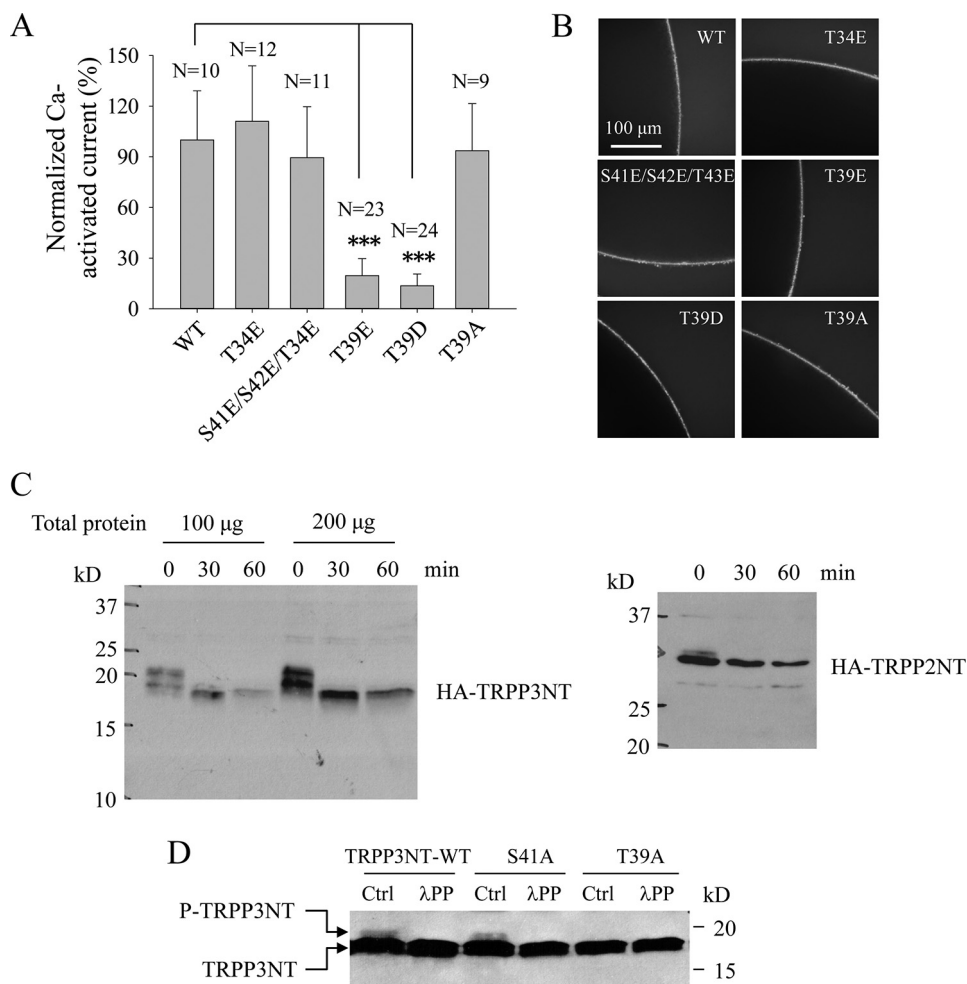 A
Normalized Ca-
activated current (%)
150
120
90
60
30
0
N=10
N=12
N=11
N=23
***
N=24
***
N=9
WT
T34E
S41E/S42E/T34E
T39E
T39D
T39A
B
WT
T34E
100 μm
S41E/S42E/T43E
T39E
T39D
T39A
C
Total protein 100 μg 200 μg
kD 0 30 60 0 30 60 min
37
25
20
15
10
HA-TRPP3NT
kD 0 30 60 min
37
25
20
HA-TRPP2NT
D
TRPP3NT-WT S41A T39A
Ctrl λPP Ctrl λPP Ctrl λPP kD
P-TRPP3NT
TRPP3NT
20
15